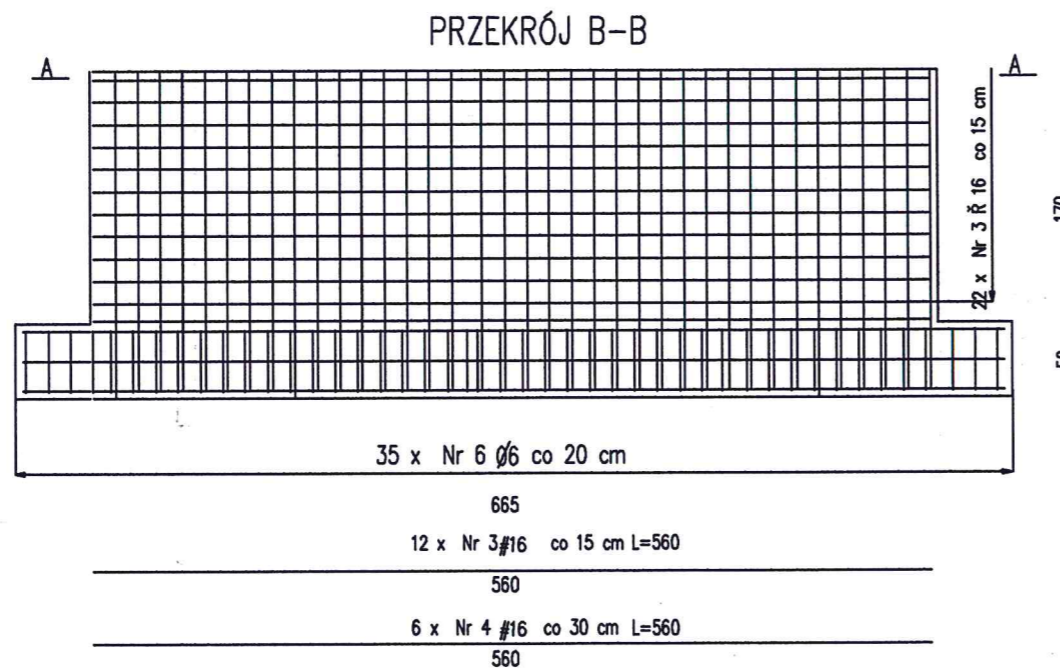 PRZEKRÓJ B-B
A
A
22 x Nr 3 Ř 16 co 15 cm
170
50
35 x Nr 6 Ø6 co 20 cm
665
12 x Nr 3#16 co 15 cm L=560
560
6 x Nr 4 #16 co 30 cm L=560
560